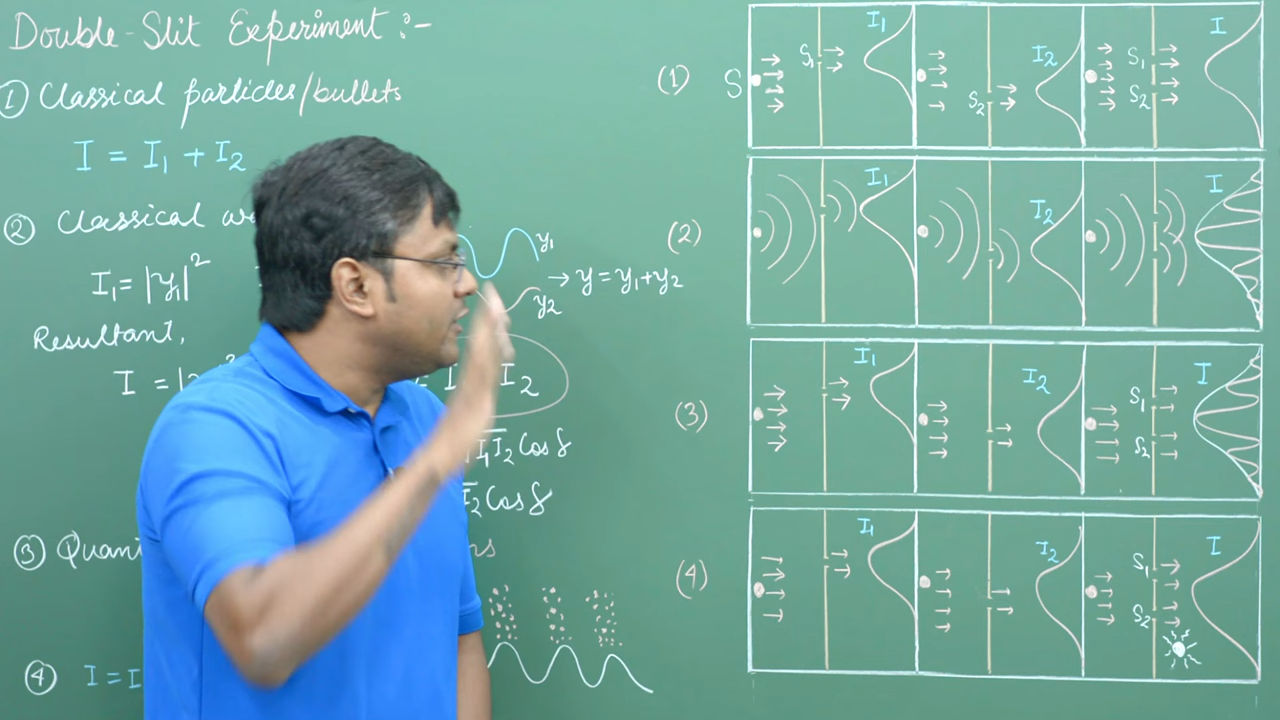 Double-Slit Experiment :-
① Classical particles/bullets
I = I₁ + I₂
② Classical
y₁
I₁ = |y₁|²
→ y = y₁+y₂
y₂
Resultant,
I =
I₂
I₂ Cos δ
I₂ Cos δ
③
④ I = I
(1) S S₁ I₁ S₂ I₂ S₁ S₂ I
(2) I₁ I₂ I
(3) I₁ I₂ S₁ S₂ I
(4) I₁ I₂ S₁ S₂ I